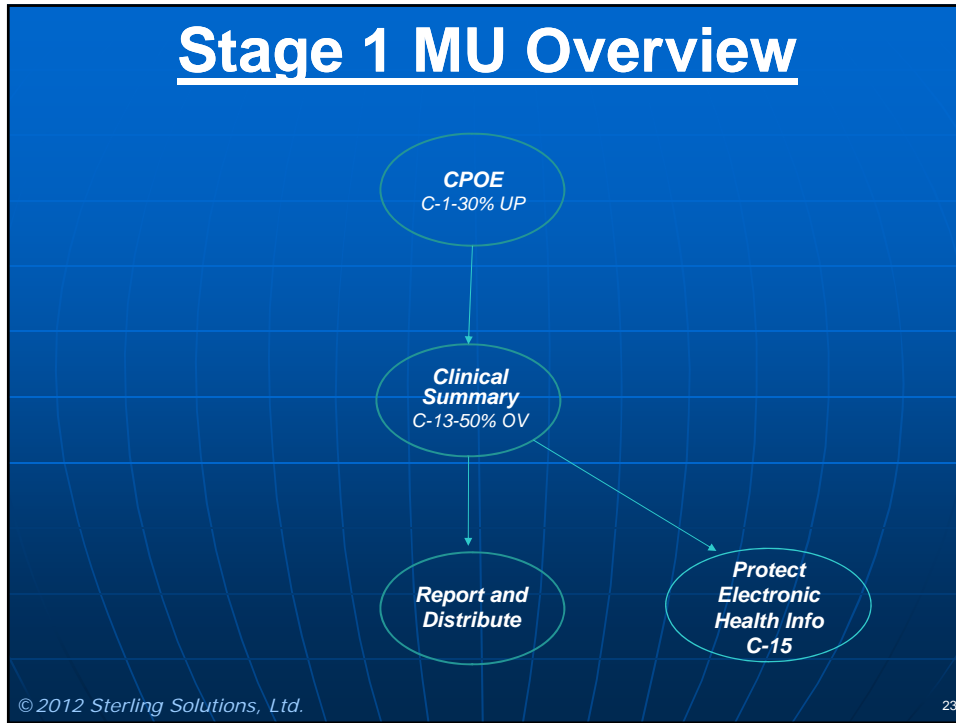 Stage 1 MU Overview
CPOE
C-1-30% UP
Clinical
Summary
C-13-50% OV
Report and
Distribute
Protect
Electronic
Health Info
C-15
© 2012 Sterling Solutions, Ltd.
23